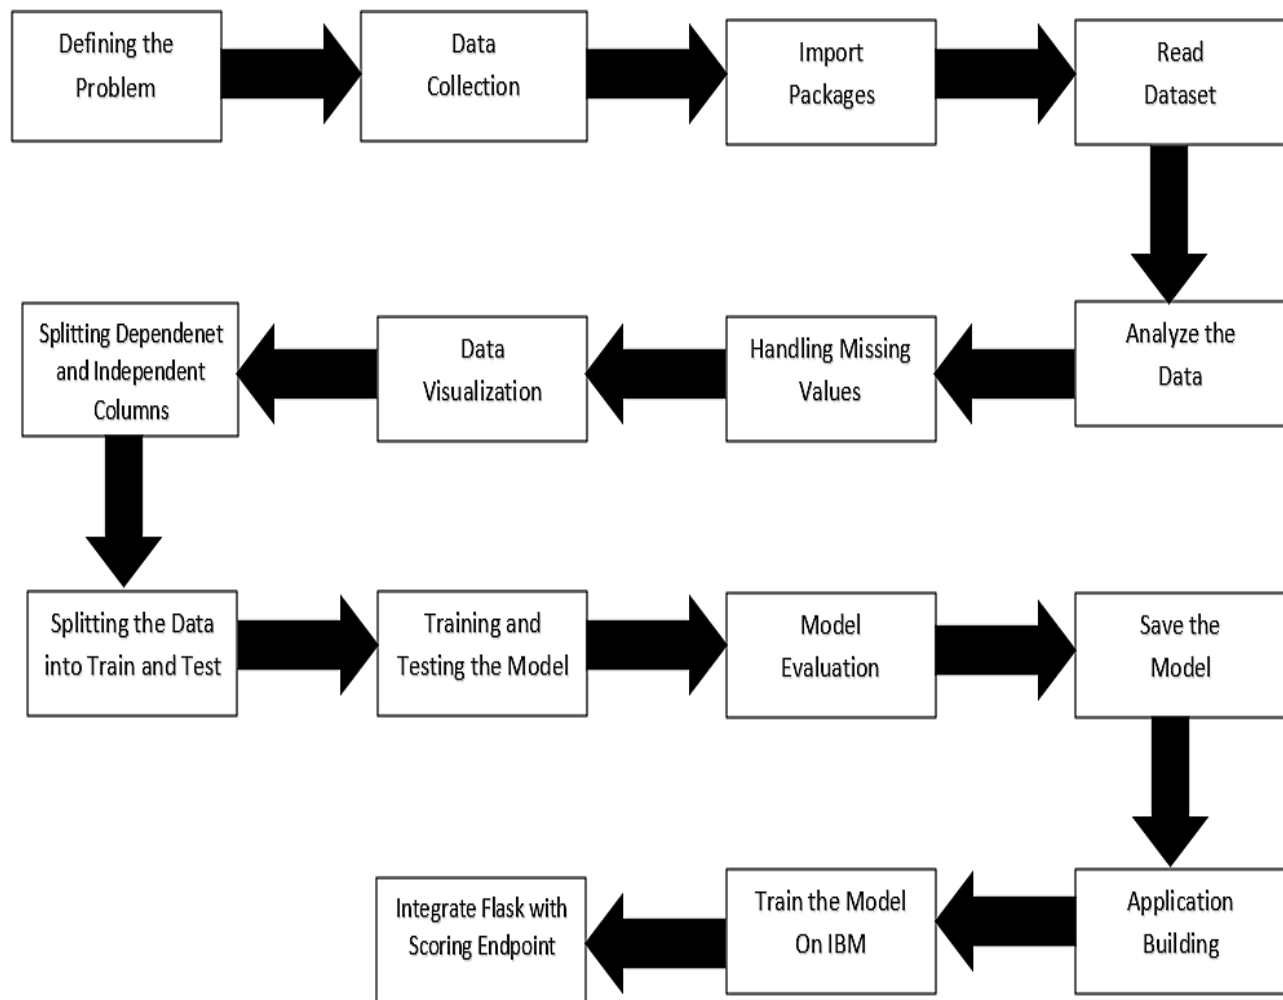 Defining the
Problem
Data
Collection
Import
Packages
Read
Dataset
Analyze the
Data
Handling Missing
Values
Data
Visualization
Splitting Dependenet
and Independent
Columns
Splitting the Data
into Train and Test
Training and
Testing the Model
Model
Evaluation
Save the
Model
Application
Building
Train the Model
On IBM
Integrate Flask with
Scoring Endpoint